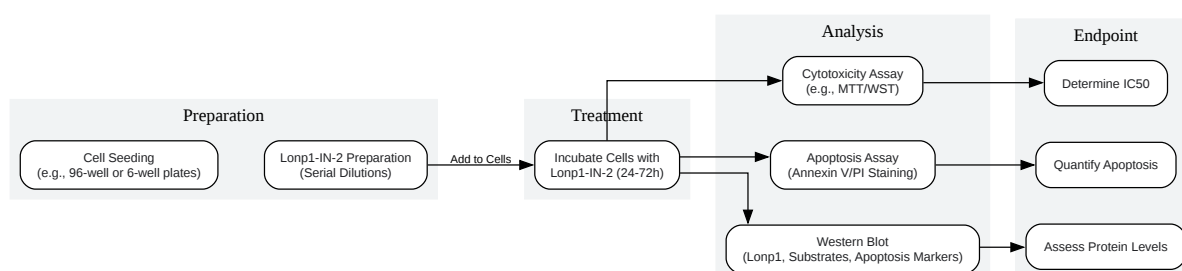 Preparation
Cell Seeding
(e.g., 96-well or 6-well plates)
Lonp1-IN-2 Preparation
(Serial Dilutions)
Add to Cells
Treatment
Incubate Cells with
Lonp1-IN-2 (24-72h)
Analysis
Cytotoxicity Assay
(e.g., MTT/WST)
Apoptosis Assay
(Annexin V/PI Staining)
Western Blot
(Lonp1, Substrates, Apoptosis Markers)
Endpoint
Determine IC50
Quantify Apoptosis
Assess Protein Levels